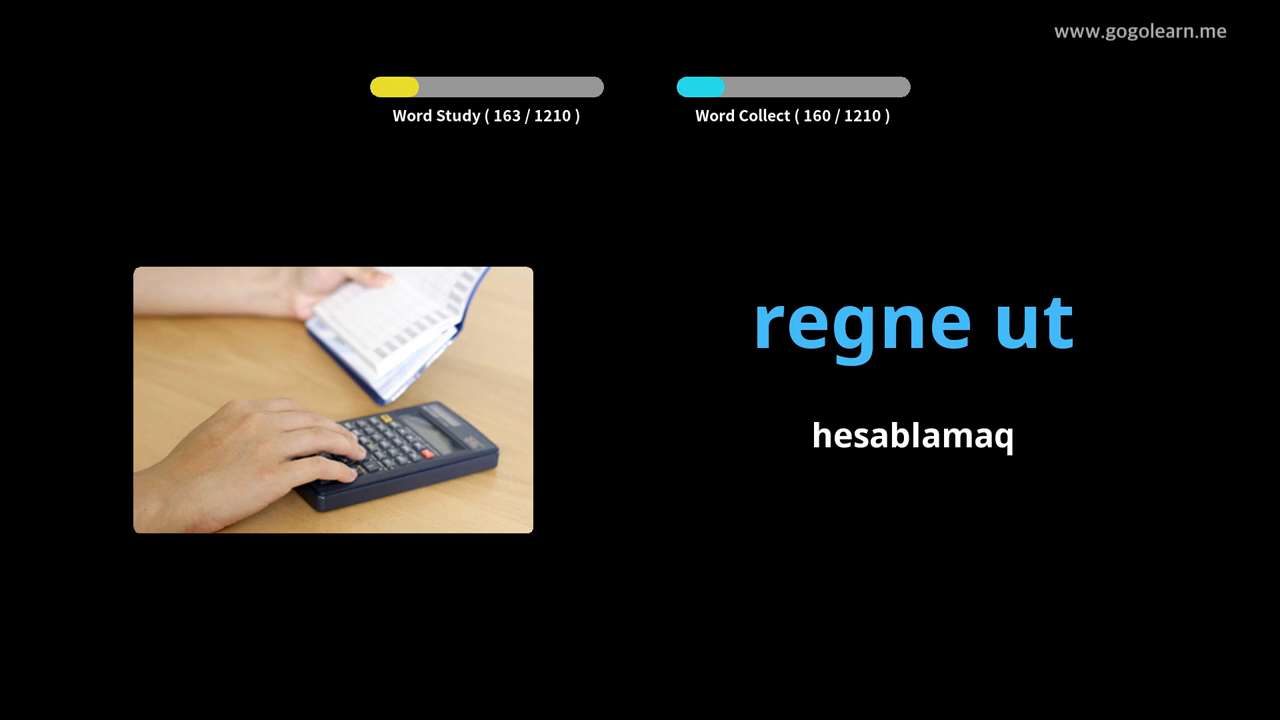 www.gogolearn.me
Word Study ( 163 / 1210 )
Word Collect ( 160 / 1210 )
regne ut
hesablamaq